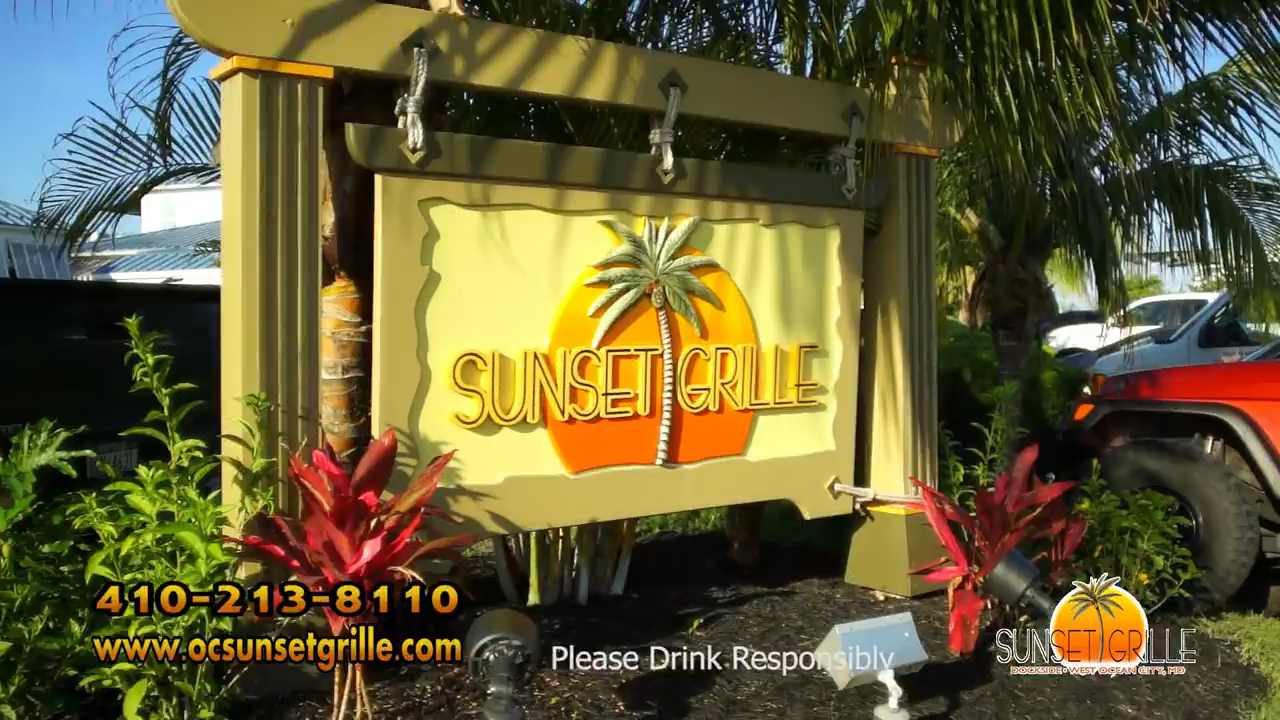 SUNSET GRILLE
410-213-8110
www.ocsunsetgrille.com
Please Drink Responsibly
SUNSET GRILLE
DOCKSIDE • WEST OCEAN CITY, MD